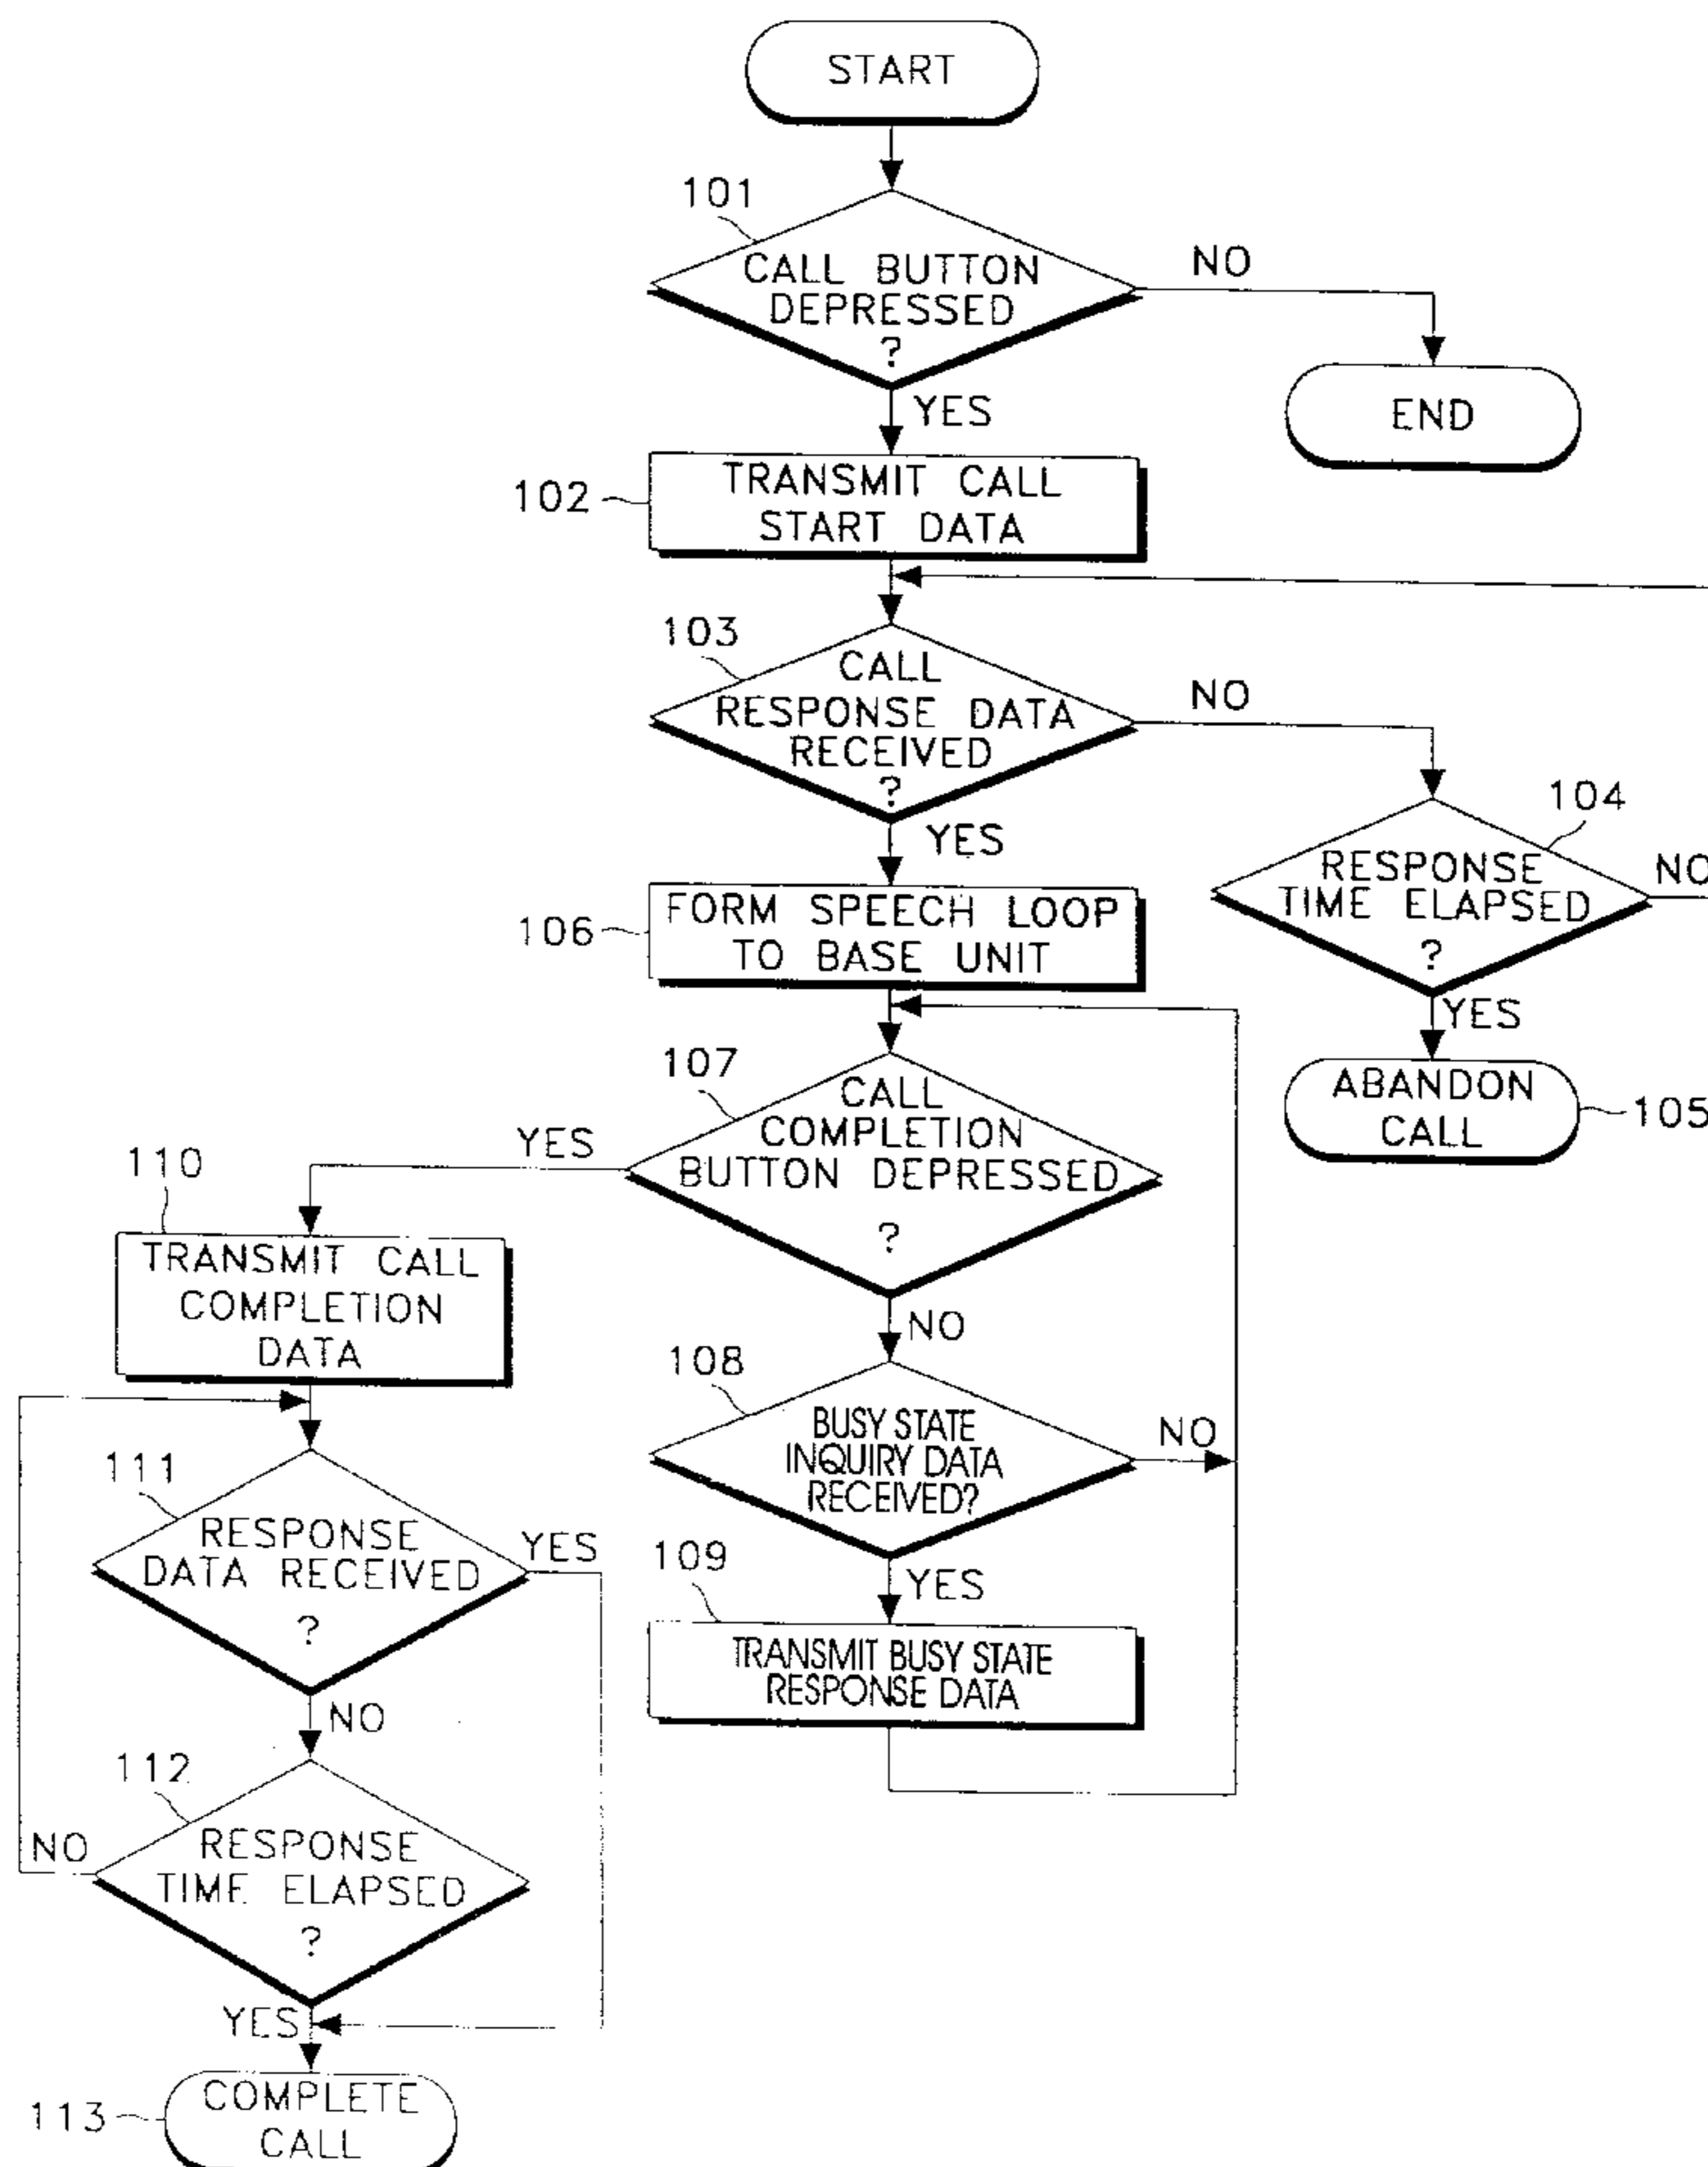 START
101
CALL BUTTON
DEPRESSED
?
NO
END
YES
102
TRANSMIT CALL
START DATA
103
CALL
RESPONSE DATA
RECEIVED
?
NO
104
RESPONSE
TIME ELAPSED
?
NO
YES
YES
ABANDON
CALL
105
106
FORM SPEECH LOOP
TO BASE UNIT
107
CALL
COMPLETION
BUTTON DEPRESSED
?
YES
NO
108
BUSY STATE
INQUIRY DATA
RECEIVED?
NO
YES
109
TRANSMIT BUSY STATE
RESPONSE DATA
110
TRANSMIT CALL
COMPLETION
DATA
111
RESPONSE
DATA RECEIVED
?
YES
NO
112
RESPONSE
TIME ELAPSED
?
NO
YES
113
COMPLETE
CALL